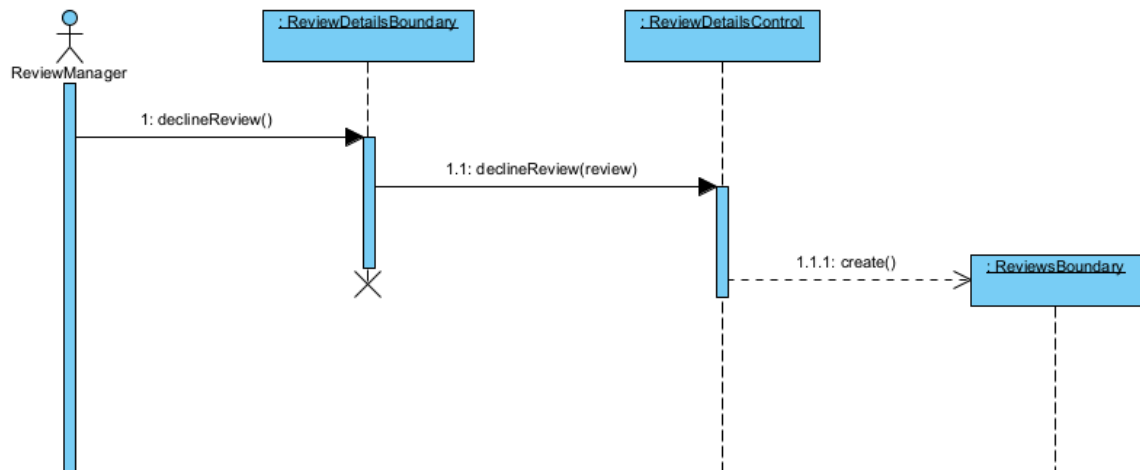 : ReviewDetailsBoundary
: ReviewDetailsControl
ReviewManager
1: declineReview()
1.1: declineReview(review)
1.1.1: create()
: ReviewsBoundary